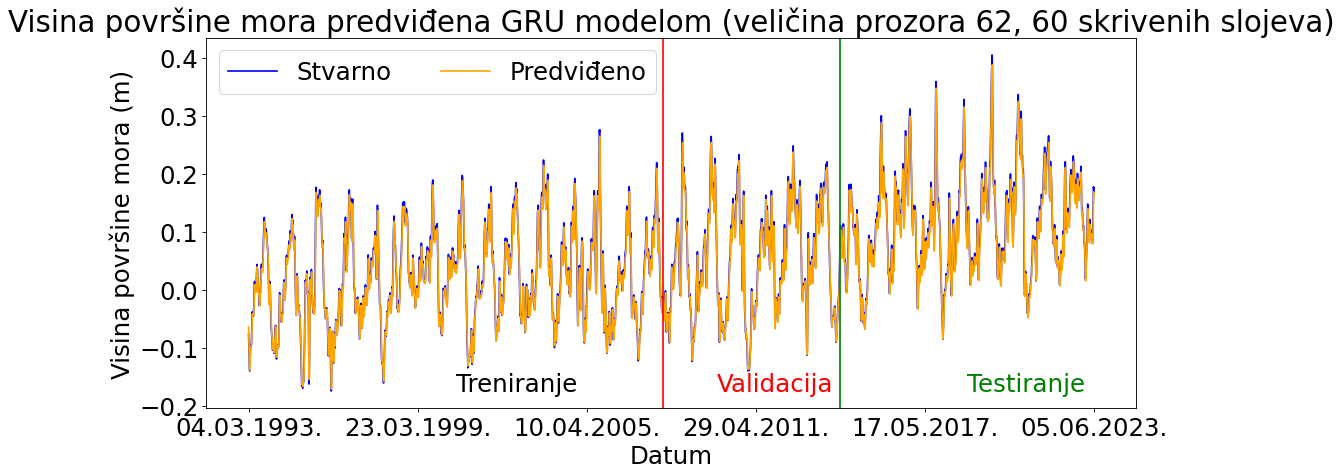 Visina površine mora predviđena GRU modelom (veličina prozora 62, 60 skrivenih slojeva)
Stvarno
Predviđeno
Visina površine mora (m)
0.4
0.3
0.2
0.1
0.0
−0.1
−0.2
Treniranje
Validacija
Testiranje
04.03.1993.
23.03.1999.
10.04.2005.
29.04.2011.
17.05.2017.
05.06.2023.
Datum